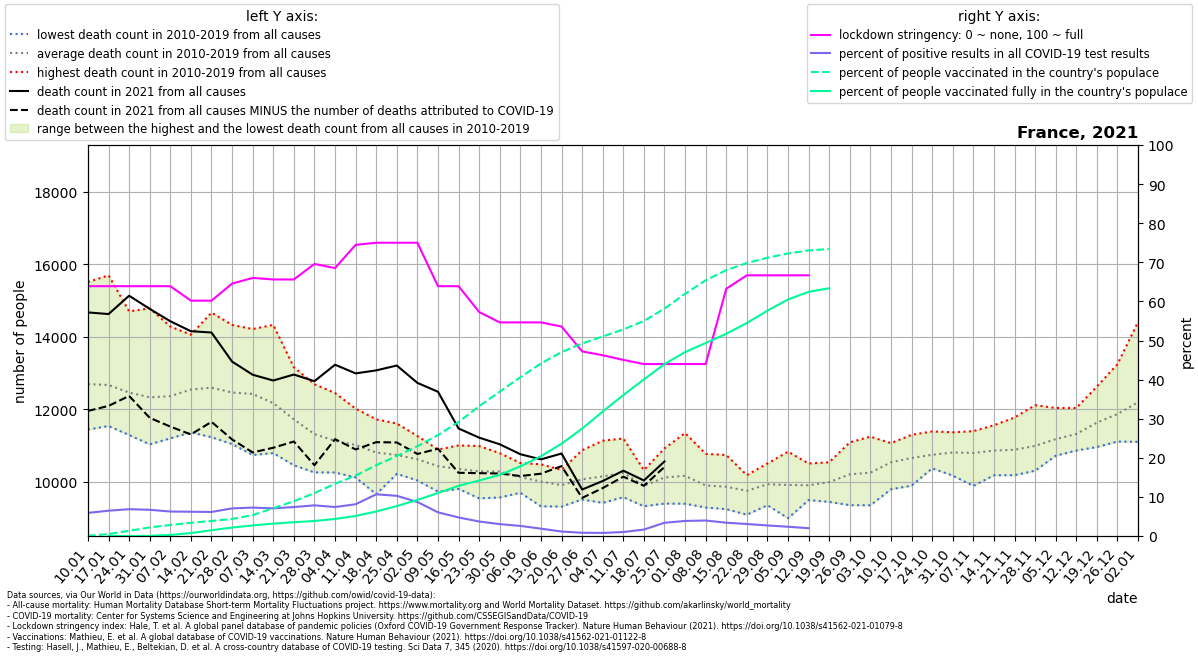 left Y axis:
lowest death count in 2010-2019 from all causes
average death count in 2010-2019 from all causes
highest death count in 2010-2019 from all causes
death count in 2021 from all causes
death count in 2021 from all causes MINUS the number of deaths attributed to COVID-19
range between the highest and the lowest death count from all causes in 2010-2019
right Y axis:
lockdown stringency: 0 ~ none, 100 ~ full
percent of positive results in all COVID-19 test results
percent of people vaccinated in the country's populace
percent of people vaccinated fully in the country's populace
France, 2021
number of people
18000
16000
14000
12000
10000
100
90
80
70
60
50
40
30
20
10
0
percent
10.01 17.01 24.01 31.01 07.02 14.02 21.02 28.02 07.03 14.03 21.03 28.03 04.04 11.04 18.04 25.04 02.05 09.05 16.05 23.05 30.05 06.06 13.06 20.06 27.06 04.07 11.07 18.07 25.07 01.08 08.08 15.08 22.08 29.08 05.09 12.09 19.09 26.09 03.10 10.10 17.10 24.10 31.10 07.11 14.11 21.11 28.11 05.12 12.12 19.12 26.12 02.01
date
Data sources, via Our World in Data (https://ourworldindata.org, https://github.com/owid/covid-19-data):
- All-cause mortality: Human Mortality Database Short-term Mortality Fluctuations project. https://www.mortality.org and World Mortality Dataset. https://github.com/akarlinsky/world_mortality
- COVID-19 mortality: Center for Systems Science and Engineering at Johns Hopkins University. https://github.com/CSSEGISandData/COVID-19
- Lockdown stringency index: Hale, T. et al. A global panel database of pandemic policies (Oxford COVID-19 Government Response Tracker). Nature Human Behaviour (2021). https://doi.org/10.1038/s41562-021-01079-8
- Vaccinations: Mathieu, E. et al. A global database of COVID-19 vaccinations. Nature Human Behaviour (2021). https://doi.org/10.1038/s41562-021-01122-8
- Testing: Hasell, J., Mathieu, E., Beltekian, D. et al. A cross-country database of COVID-19 testing. Sci Data 7, 345 (2020). https://doi.org/10.1038/s41597-020-00688-8